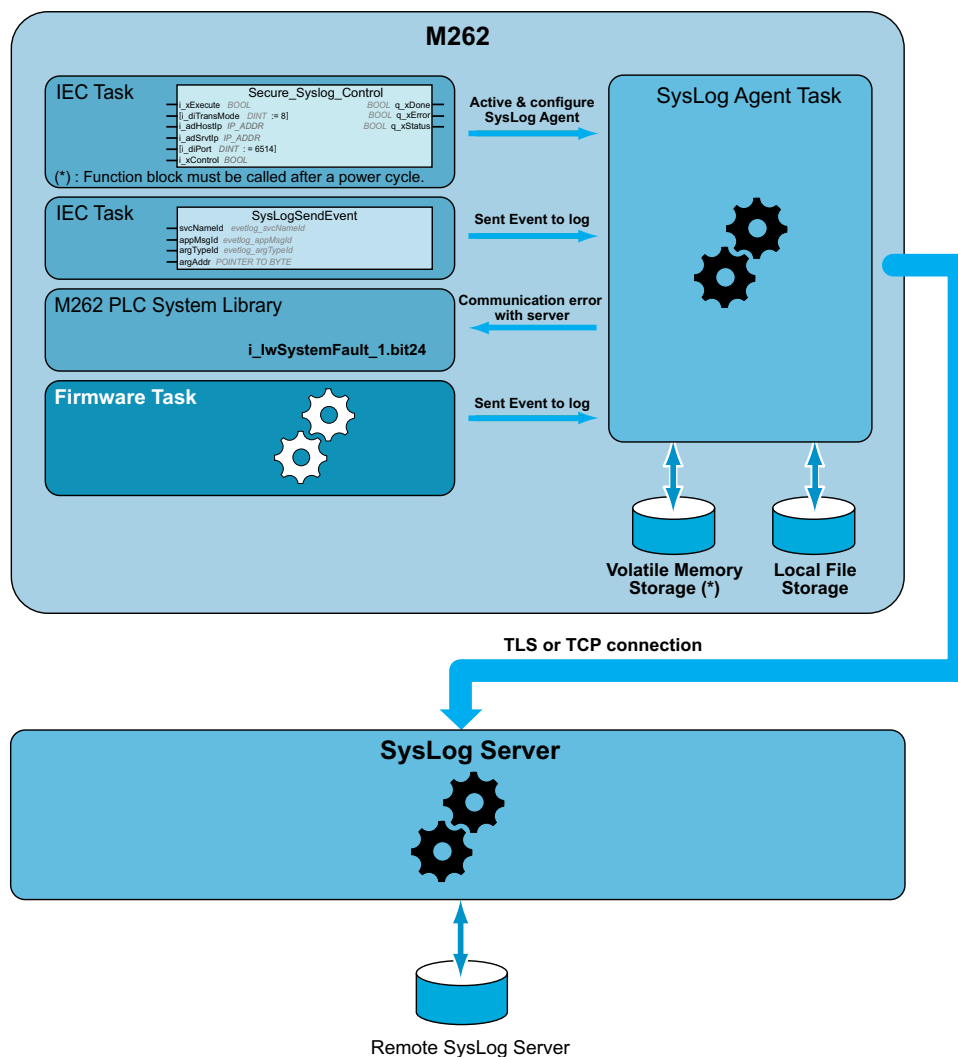 M262
IEC Task
Secure_Syslog_Control
i_xExecute BOOL
BOOL q_xDone
[i_diTransMode DINT := 8]
BOOL q_xError
i_adHostIp IP_ADDR
BOOL q_xStatus
i_adSrvtIp IP_ADDR
[i_diPort DINT : = 6514]
i_xControl BOOL
(*) : Function block must be called after a power cycle.
Active & configure
SysLog Agent
SysLog Agent Task
IEC Task
SysLogSendEvent
svcNameId evetlog_svcNameId
appMsgId evetlog_appMsgId
argTypeId evetlog_argTypeId
argAddr POINTER TO BYTE
Sent Event to log
M262 PLC System Library
i_lwSystemFault_1.bit24
Communication error
with server
Firmware Task
Sent Event to log
Volatile Memory
Storage (*)
Local File
Storage
TLS or TCP connection
SysLog Server
Remote SysLog Server